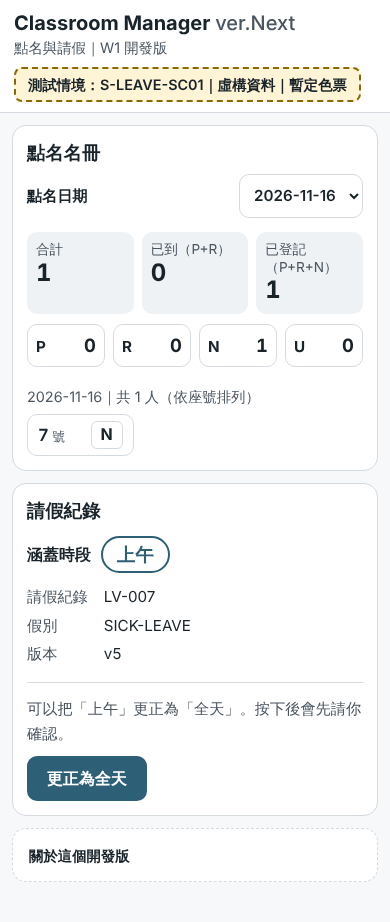 Classroom Manager ver.Next
點名與請假｜W1 開發版
測試情境：S-LEAVE-SC01｜虛構資料｜暫定色票
點名名冊
點名日期 2026-11-16
合計 已到（P+R） 已登記
（P+R+N）
1 0 1
P 0 R 0 N 1 U 0
2026-11-16｜共 1 人（依座號排列）
7 號 N
請假紀錄
涵蓋時段 上午
請假紀錄 LV-007
假別 SICK-LEAVE
版本 v5
可以把「上午」更正為「全天」。按下後會先請你
確認。
更正為全天
關於這個開發版